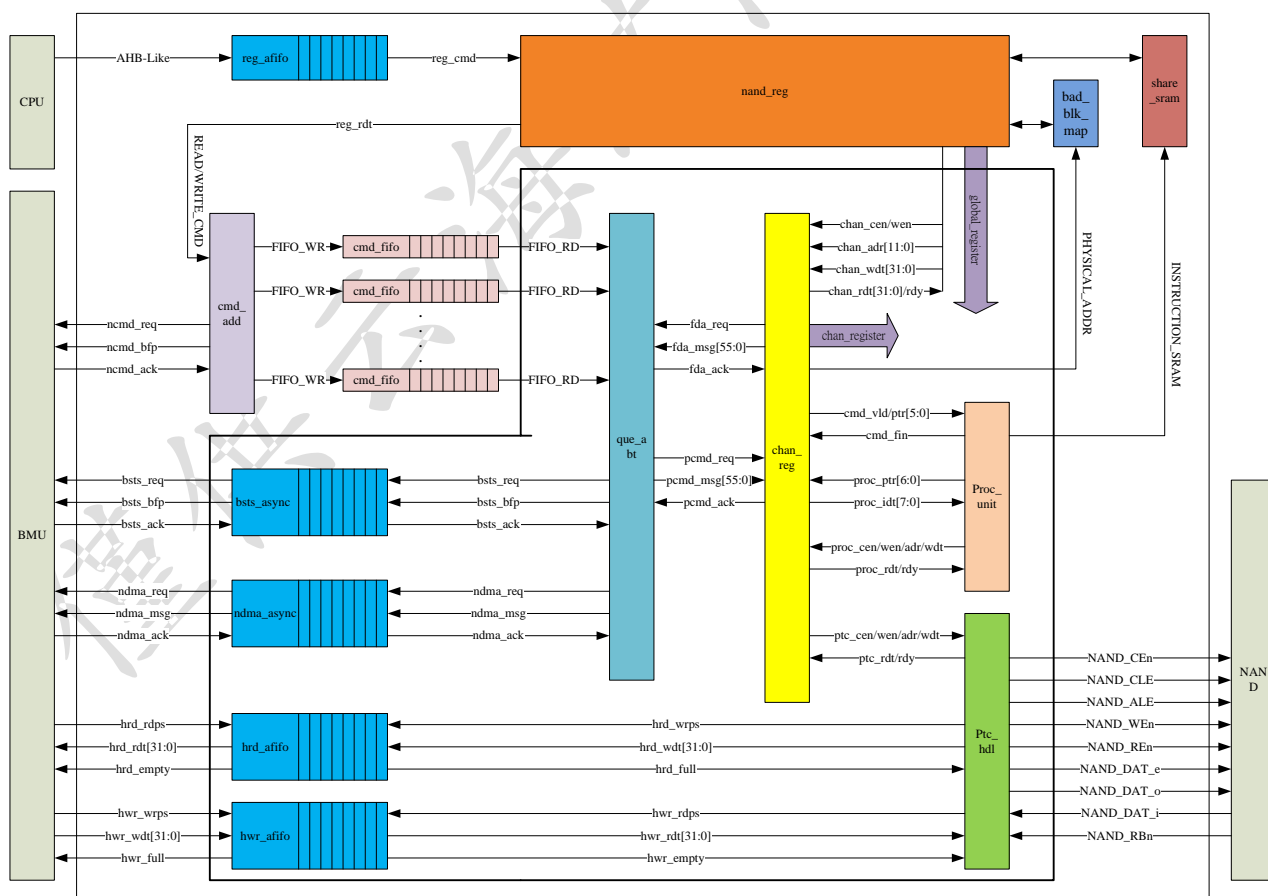 CPU
AHB-Like
reg_afifo
reg_cmd
nand_reg
share
_sram
bad_
blk_
map
reg_rdt
READ/WRITE_CMD
global_register
PHYSICAL_ADDR
INSTRUCTION_SRAM
BMU
cmd_
add
FIFO_WR
cmd_fifo
FIFO_RD
FIFO_WR
cmd_fifo
FIFO_RD
.
.
.
.
FIFO_WR
cmd_fifo
FIFO_RD
ncmd_req
ncmd_bfp
ncmd_ack
que_a
bt
chan_
reg
chan_cen/wen
chan_adr[11:0]
chan_wdt[31:0]
chan_rdt[31:0]/rdy
fda_req
fda_msg[55:0]
fda_ack
chan_register
cmd_vld/ptr[5:0]
cmd_fin
proc_ptr[6:0]
proc_idt[7:0]
proc_cen/wen/adr/wdt
proc_rdt/rdy
Proc_
unit
pcmd_req
pcmd_msg[55:0]
pcmd_ack
bsts_req
bsts_bfp
bsts_ack
bsts_async
bsts_req
bsts_bfp
bsts_ack
ndma_req
ndma_msg
ndma_ack
ndma_async
ndma_req
ndma_msg
ndma_ack
ptc_cen/wen/adr/wdt
ptc_rdt/rdy
Ptc_
hdl
NAND_CEn
NAND_CLE
NAND_ALE
NAND_WEn
NAND_REn
NAND_DAT_e
NAND_DAT_o
NAND_DAT_i
NAND_RBn
NAN
D
hrd_rdps
hrd_rdt[31:0]
hrd_empty
hrd_afifo
hrd_wrps
hrd_wdt[31:0]
hrd_full
hwr_wrps
hwr_wdt[31:0]
hwr_full
hwr_afifo
hwr_rdps
hwr_rdt[31:0]
hwr_empty
僅供云海